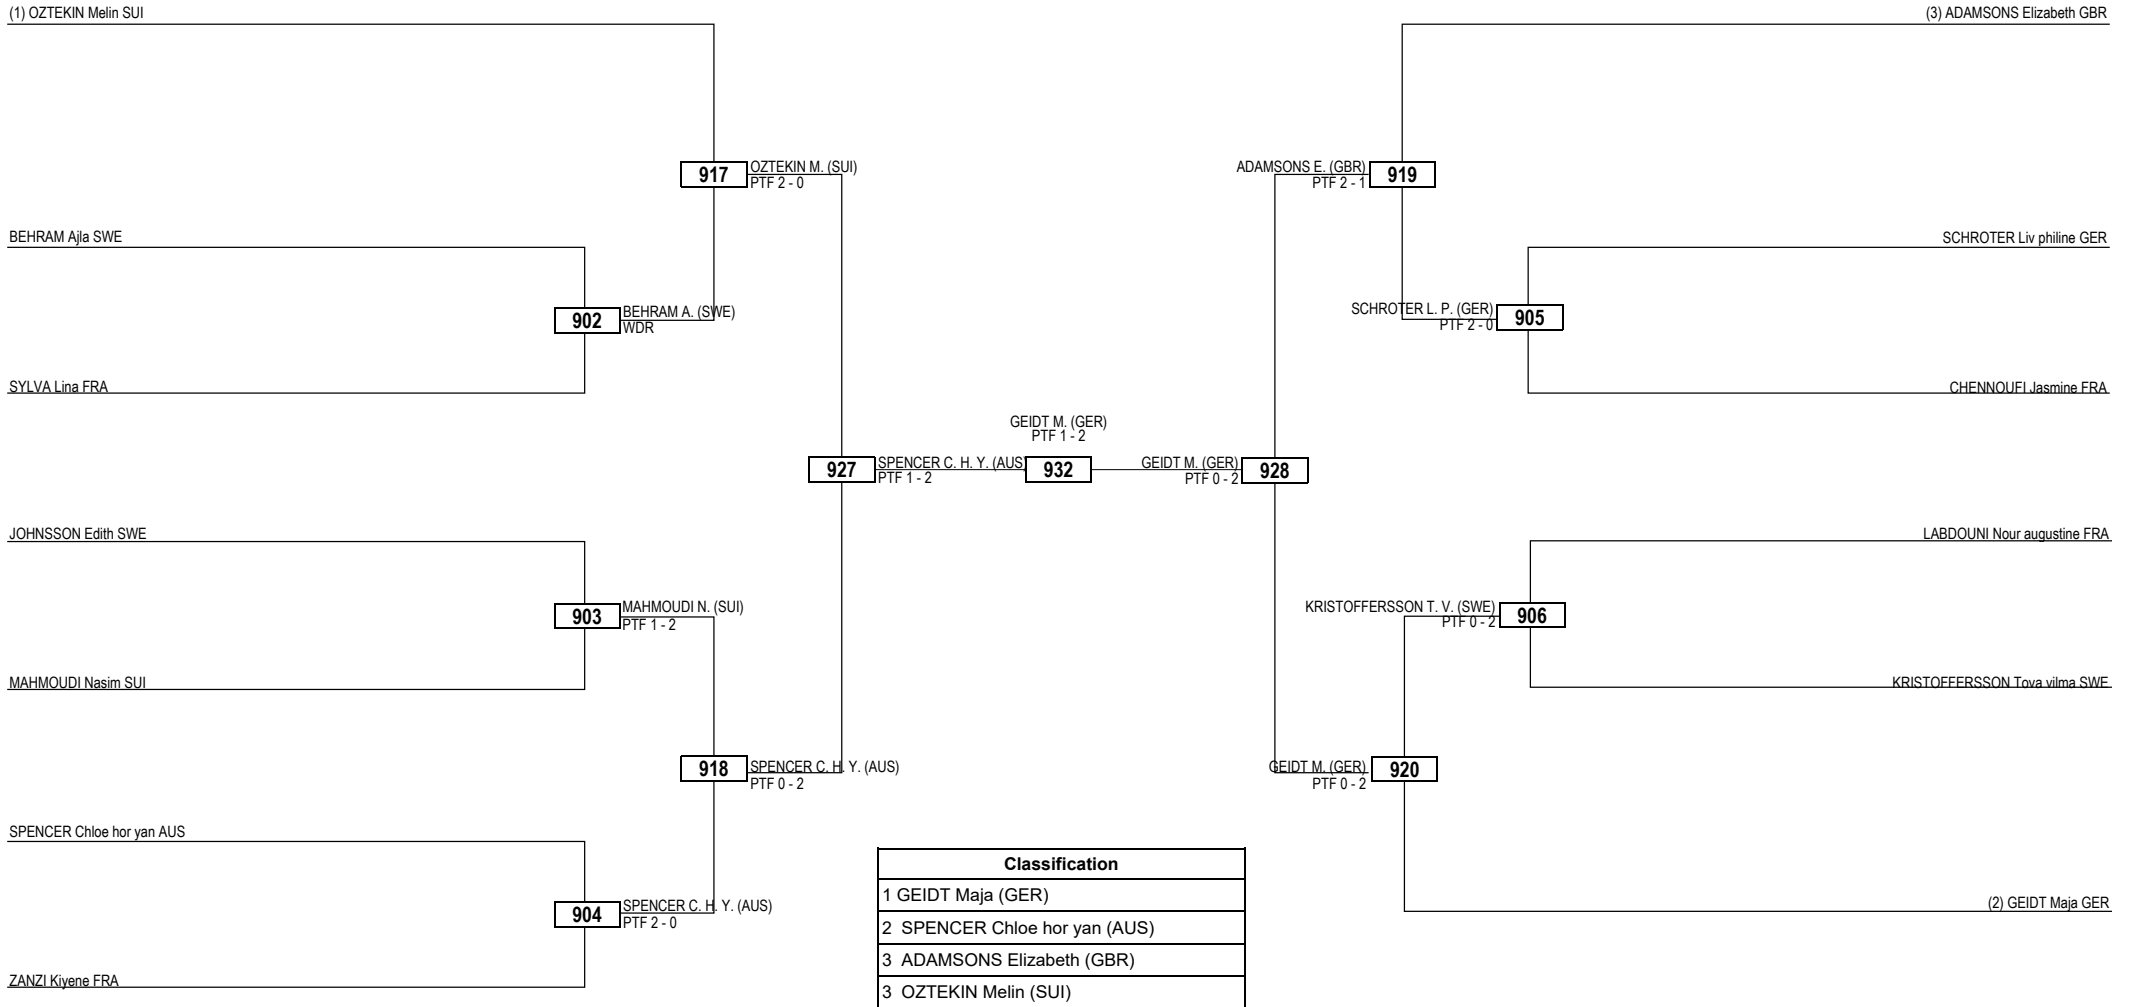 (1) OZTEKIN Melin SUI
(3) ADAMSONS Elizabeth GBR
917
OZTEKIN M. (SUI)
PTF 2 - 0
ADAMSONS E. (GBR)
PTF 2 - 1
919
BEHRAM Ajla SWE
SCHROTER Liv philine GER
902
BEHRAM A. (SWE)
WDR
SCHROTER L. P. (GER)
PTF 2 - 0
905
SYLVA Lina FRA
CHENNOUFI Jasmine FRA
GEIDT M. (GER)
PTF 1 - 2
927
SPENCER C. H. Y. (AUS)
PTF 1 - 2
932
GEIDT M. (GER)
PTF 0 - 2
928
JOHNSSON Edith SWE
LABDOUNI Nour augustine FRA
903
MAHMOUDI N. (SUI)
PTF 1 - 2
KRISTOFFERSSON T. V. (SWE)
PTF 0 - 2
906
MAHMOUDI Nasim SUI
KRISTOFFERSSON Tova vilma SWE
918
SPENCER C. H. Y. (AUS)
PTF 0 - 2
GEIDT M. (GER)
PTF 0 - 2
920
SPENCER Chloe hor yan AUS
904
SPENCER C. H. Y. (AUS)
PTF 2 - 0
(2) GEIDT Maja GER
ZANZI Kiyene FRA
Classification
1 GEIDT Maja (GER)
2 SPENCER Chloe hor yan (AUS)
3 ADAMSONS Elizabeth (GBR)
3 OZTEKIN Melin (SUI)